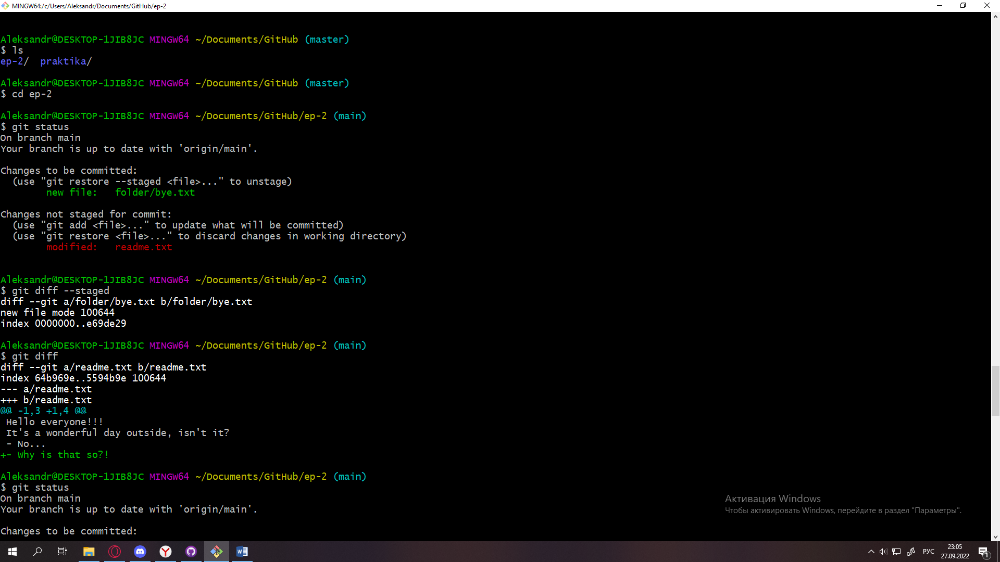 MINGW64:/c/Users/Aleksandr/Documents/GitHub/ep-2
Aleksandr@DESKTOP-1JIB8JC MINGW64 ~/Documents/GitHub (master)
$ ls
ep-2/  praktika/
Aleksandr@DESKTOP-1JIB8JC MINGW64 ~/Documents/GitHub (master)
$ cd ep-2
Aleksandr@DESKTOP-1JIB8JC MINGW64 ~/Documents/GitHub/ep-2 (main)
$ git status
On branch main
Your branch is up to date with 'origin/main'.
Changes to be committed:
  (use "git restore --staged <file>..." to unstage)
        new file:   folder/bye.txt
Changes not staged for commit:
  (use "git add <file>..." to update what will be committed)
  (use "git restore <file>..." to discard changes in working directory)
        modified:   readme.txt
Aleksandr@DESKTOP-1JIB8JC MINGW64 ~/Documents/GitHub/ep-2 (main)
$ git diff --staged
diff --git a/folder/bye.txt b/folder/bye.txt
new file mode 100644
index 0000000..e69de29
Aleksandr@DESKTOP-1JIB8JC MINGW64 ~/Documents/GitHub/ep-2 (main)
$ git diff
diff --git a/readme.txt b/readme.txt
index 64b969e..5594b9e 100644
--- a/readme.txt
+++ b/readme.txt
@@ -1,3 +1,4 @@
 Hello everyone!!!
 It's a wonderful day outside, isn't it?
 - No...
+- Why is that so?!
Aleksandr@DESKTOP-1JIB8JC MINGW64 ~/Documents/GitHub/ep-2 (main)
$ git status
On branch main
Your branch is up to date with 'origin/main'.
Changes to be committed:
Активация Windows
Чтобы активировать Windows, перейдите в раздел "Параметры".
РУС
23:05
27.09.2022
1